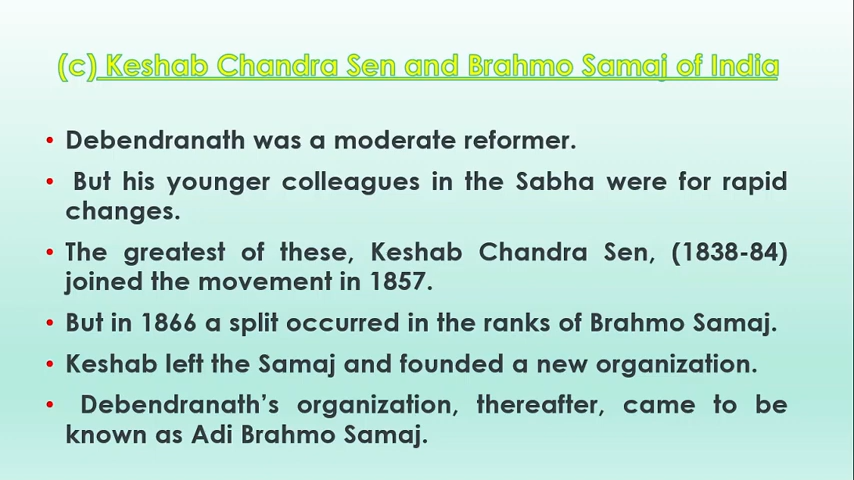 (c) Keshab Chandra Sen and Brahmo Samaj of India
• Debendranath was a moderate reformer.
• But his younger colleagues in the Sabha were for rapid
changes.
• The greatest of these, Keshab Chandra Sen, (1838-84)
joined the movement in 1857.
• But in 1866 a split occurred in the ranks of Brahmo Samaj.
• Keshab left the Samaj and founded a new organization.
• Debendranath’s organization, thereafter, came to be
known as Adi Brahmo Samaj.